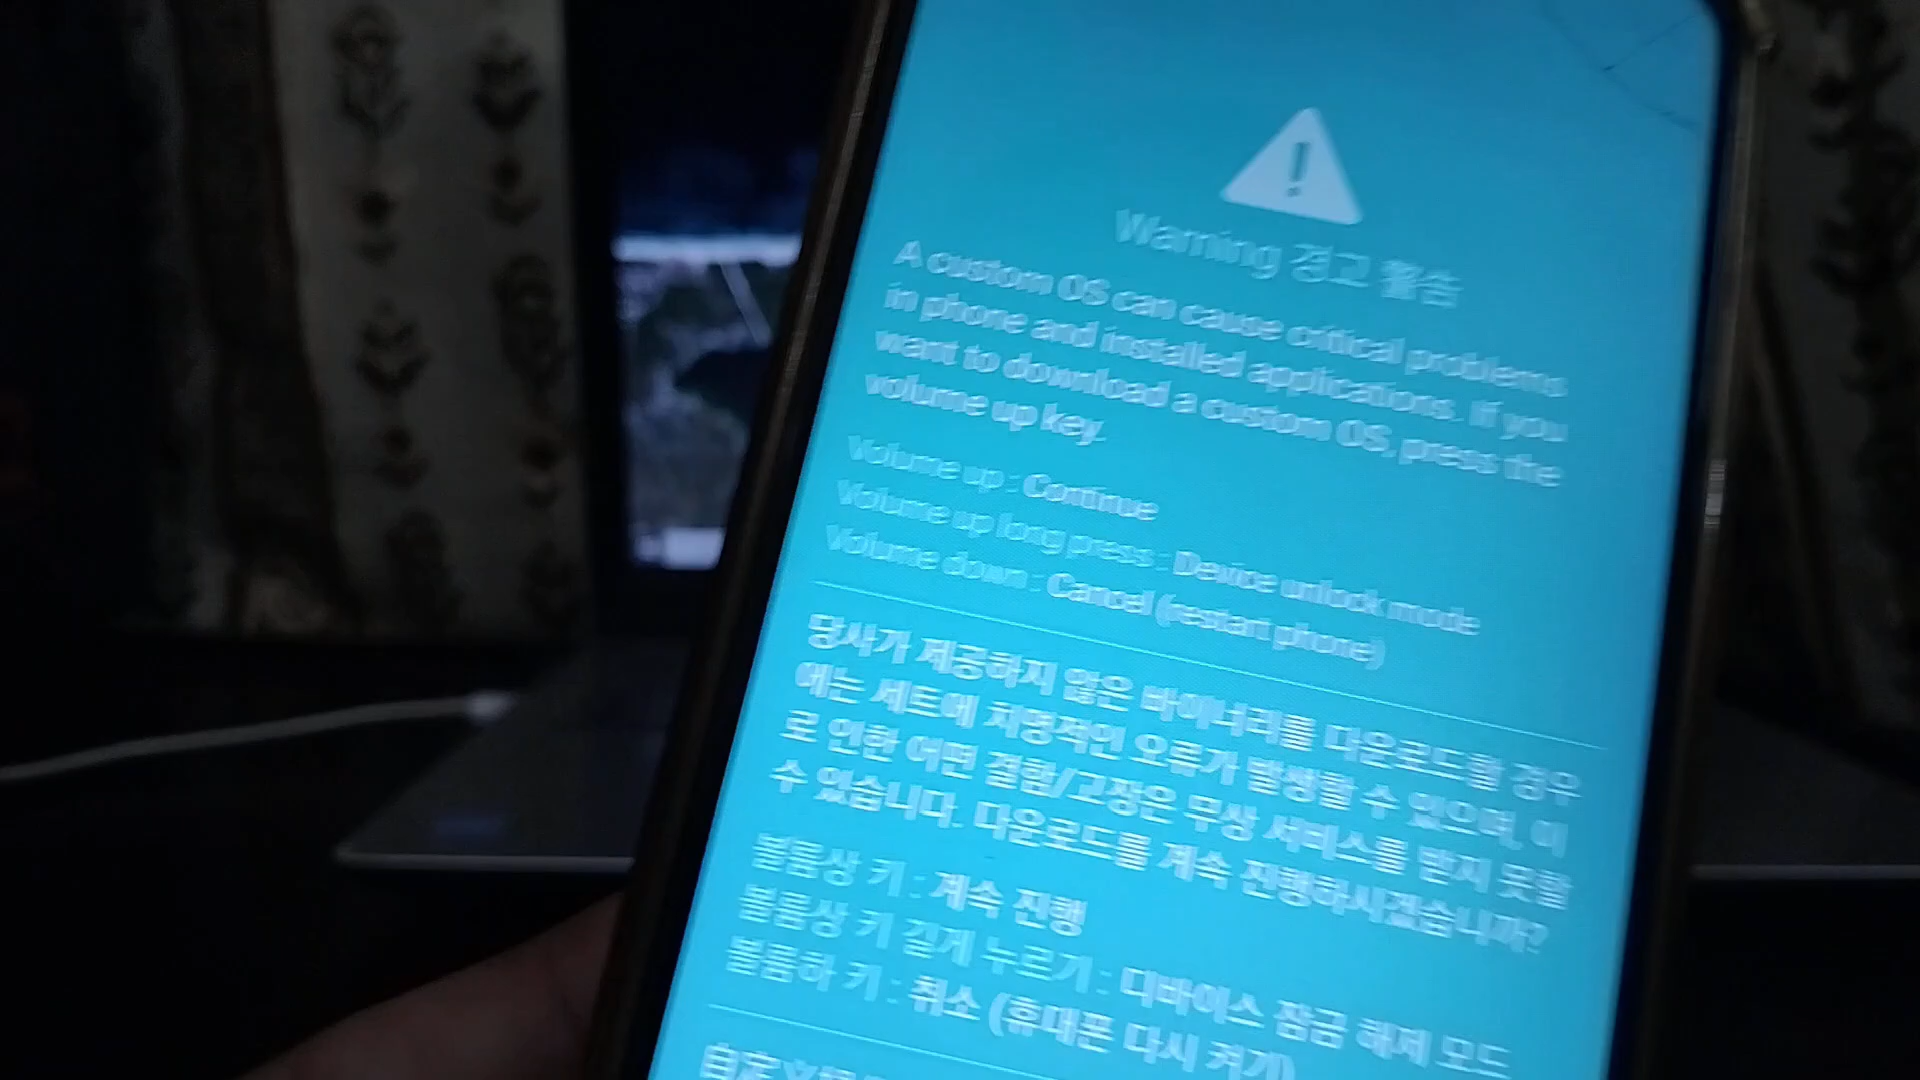 Warning 경고 警告
A custom OS can cause critical problems
in phone and installed applications. If you
want to download a custom OS, press the
volume up key.
Volume up : Continue
Volume up long press : Device unlock mode
Volume down : Cancel (restart phone)
당사가 제공하지 않은 바이너리를 다운로드할 경우
에는 세트에 치명적인 오류가 발생할 수 있으며, 이
로 인한 어떤 결함/고장은 무상 서비스를 받지 못할
수 있습니다. 다운로드를 계속 진행하시겠습니까?
볼륨상 키 : 계속 진행
볼륨상 키 길게 누르기 : 디바이스 잠금 해제 모드
볼륨하 키 : 취소 (휴대폰 다시 켜기)
自定义